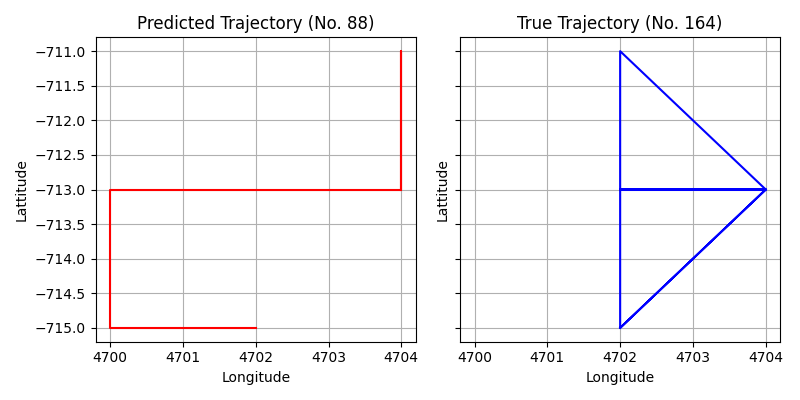 Predicted Trajectory (No. 88)
True Trajectory (No. 164)
−711.0
−711.5
−712.0
−712.5
−713.0
−713.5
−714.0
−714.5
−715.0
Lattitude
Lattitude
4700 4701 4702 4703 4704
4700 4701 4702 4703 4704
Longitude
Longitude